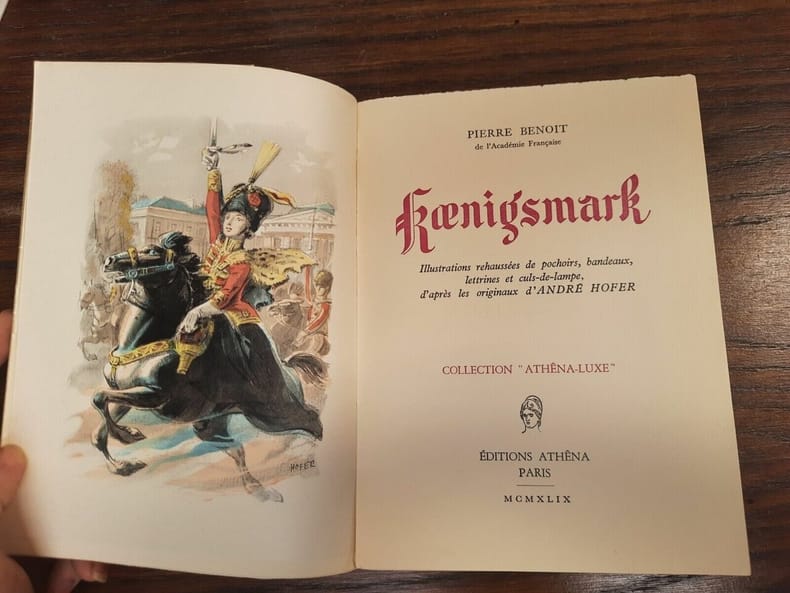 HOFER
PIERRE BENOIT
de l'Académie Française
Kœnigsmark
Illustrations rehaussées de pochoirs, bandeaux,
lettrines et culs-de-lampe,
d'après les originaux d'ANDRÉ HOFER
COLLECTION "ATHÊNA-LUXE"
ÉDITIONS ATHÊNA
PARIS
MCMXLIX